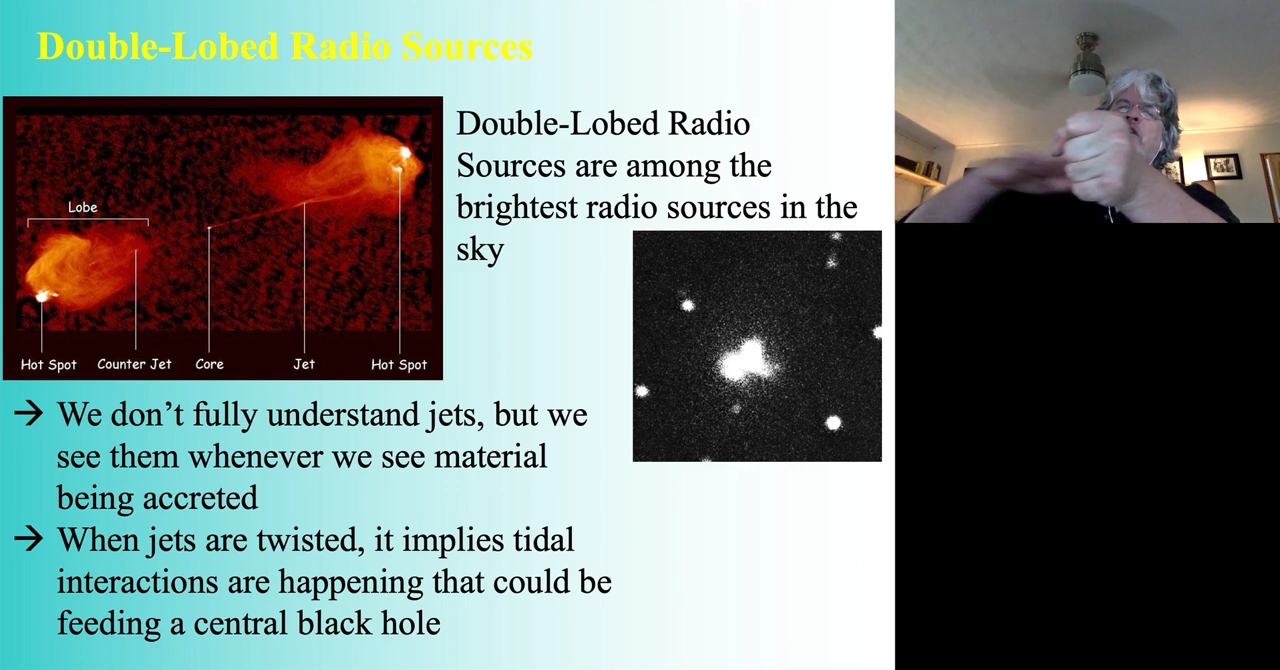 Double-Lobed Radio Sources
Lobe
Hot Spot Counter Jet Core Jet Hot Spot
Double-Lobed Radio
Sources are among the
brightest radio sources in the
sky
→ We don’t fully understand jets, but we
see them whenever we see material
being accreted
→ When jets are twisted, it implies tidal
interactions are happening that could be
feeding a central black hole